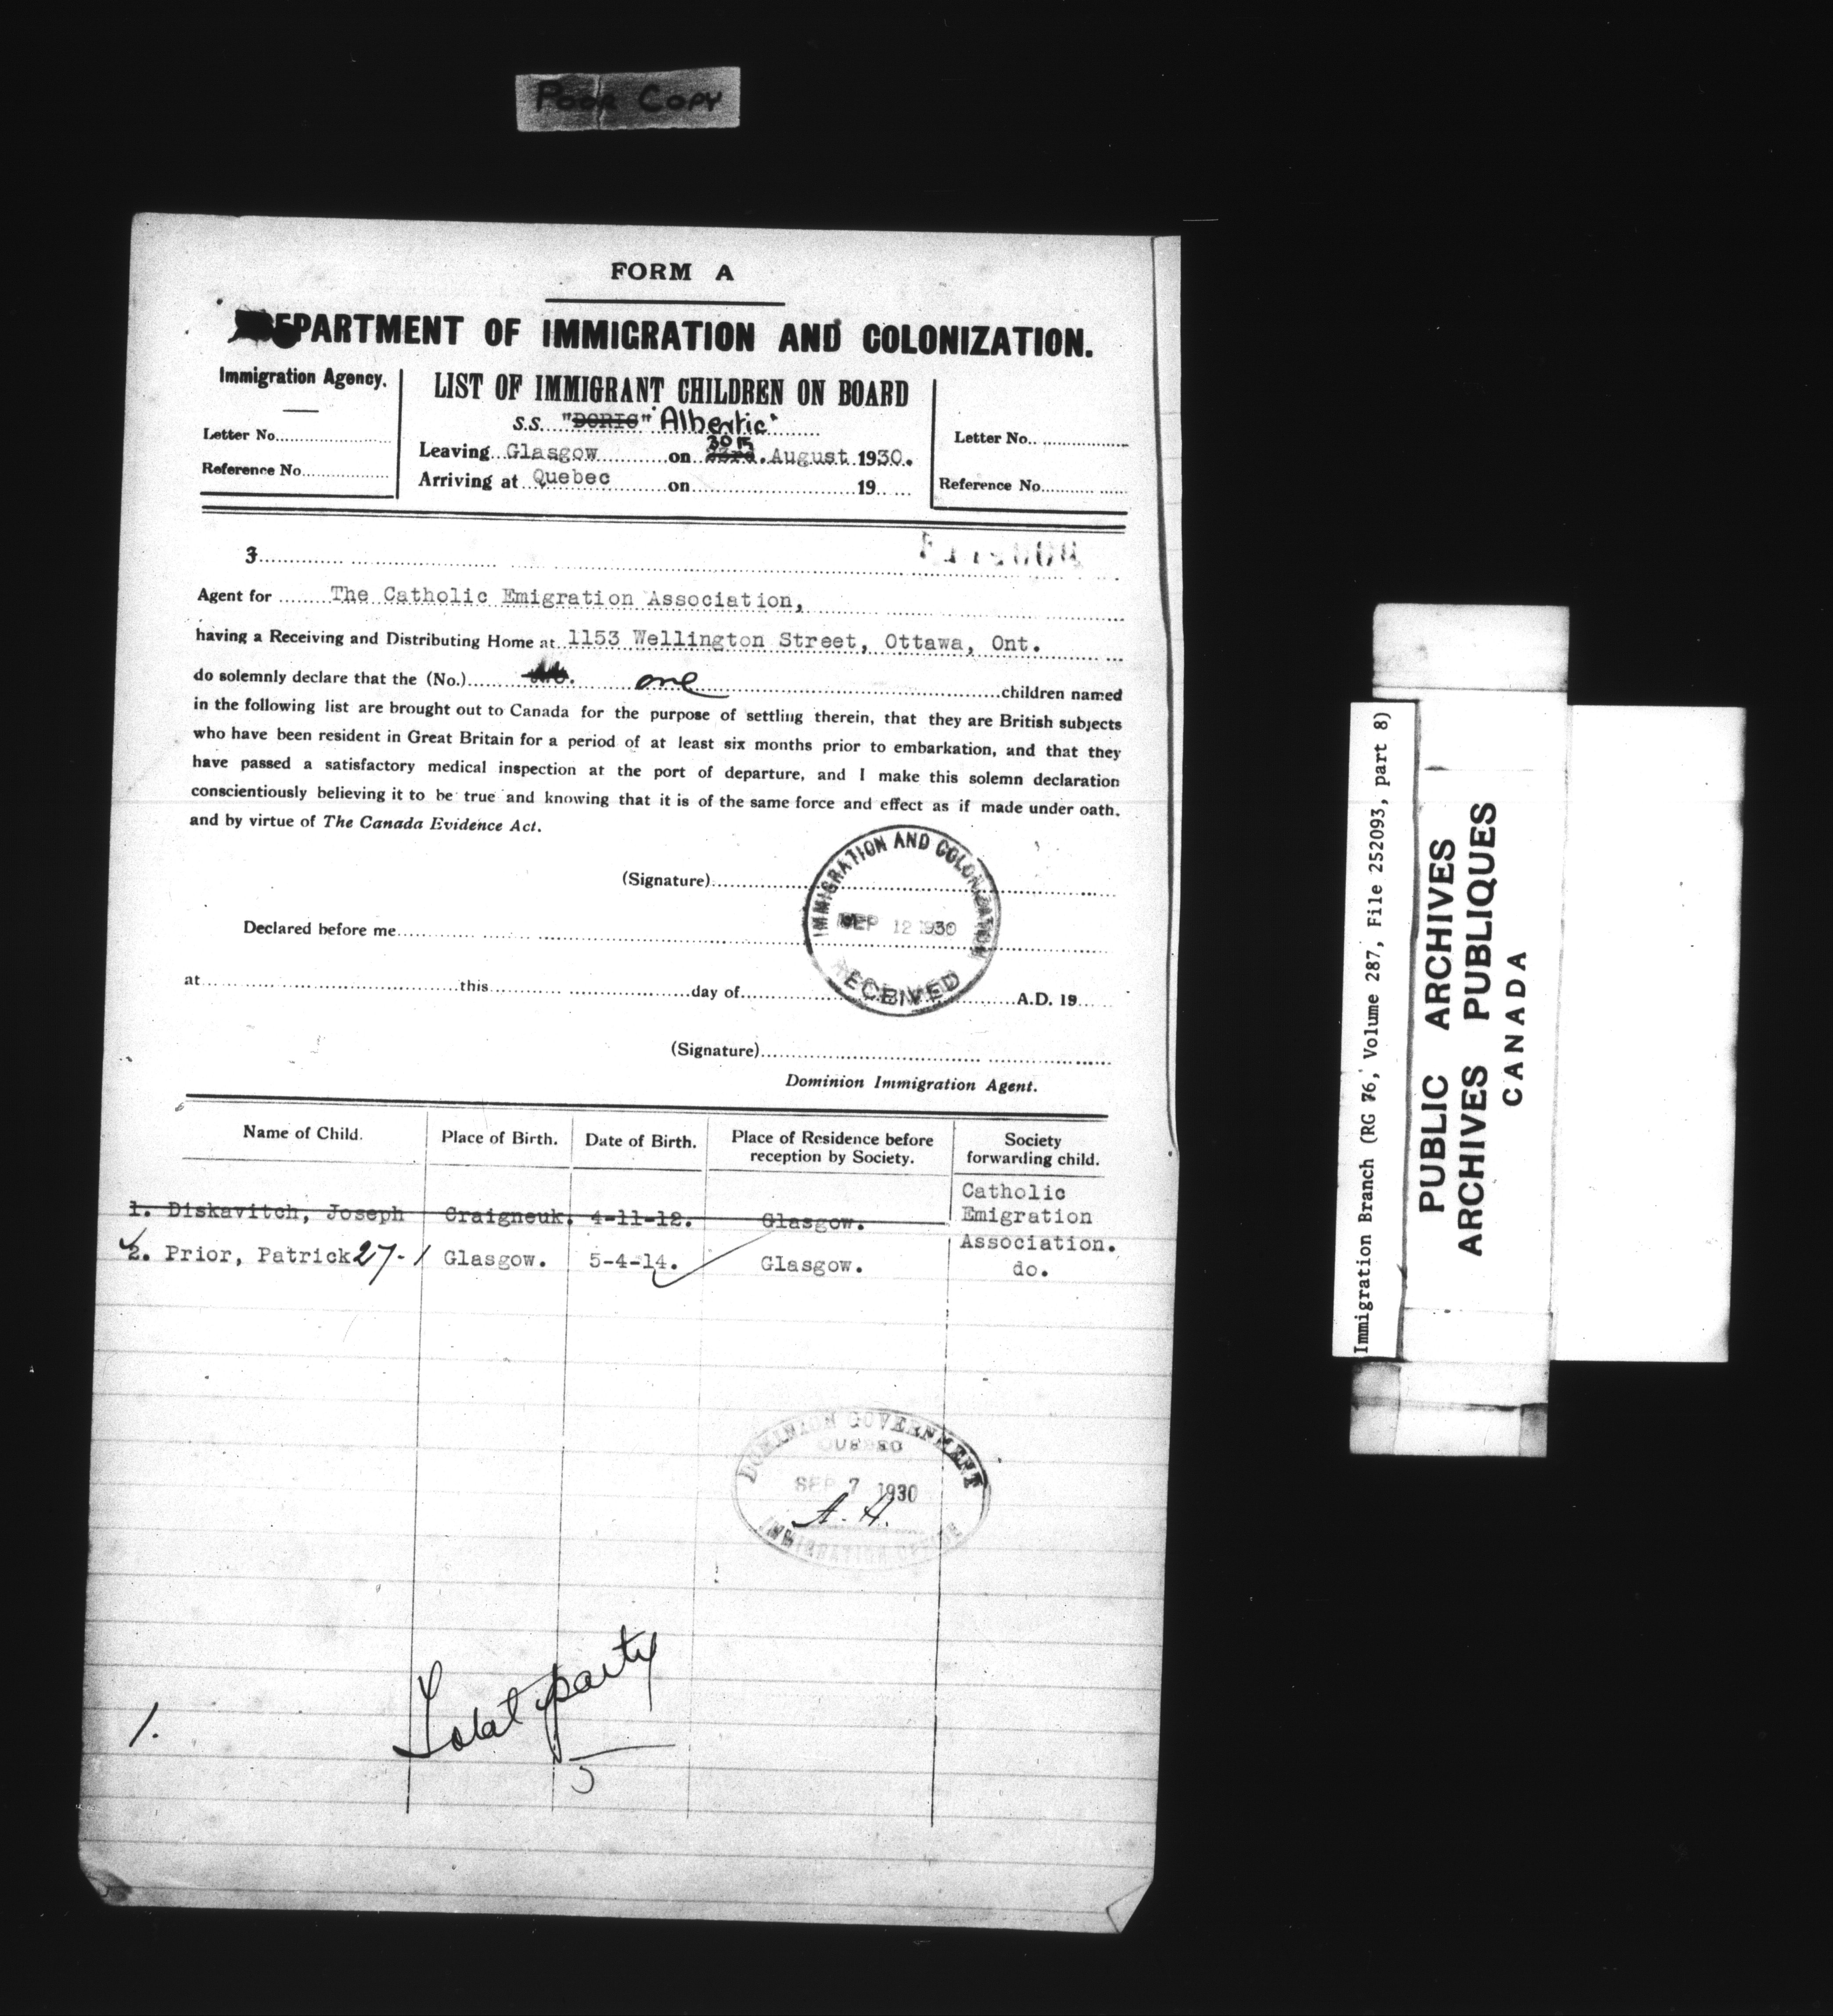 Poor Copy
FORM A
DEPARTMENT OF IMMIGRATION AND COLONIZATION.
Immigration Agency.
Letter No.
Reference No.
LIST OF IMMIGRANT CHILDREN ON BOARD
S.S. "DORIC" "Albertic"
30th
Leaving Glasgow on 23rd. August 1930.
Arriving at Quebec on 19
Letter No.
Reference No.
3
Agent for The Catholic Emigration Association,
having a Receiving and Distributing Home at 1153 Wellington Street, Ottawa, Ont.
do solemnly declare that the (No.) one children named
in the following list are brought out to Canada for the purpose of settling therein, that they are British subjects
who have been resident in Great Britain for a period of at least six months prior to embarkation, and that they
have passed a satisfactory medical inspection at the port of departure, and I make this solemn declaration
conscientiously believing it to be true and knowing that it is of the same force and effect as if made under oath.
and by virtue of The Canada Evidence Act.
(Signature)
Declared before me
at this day of A.D. 19
(Signature)
Dominion Immigration Agent.
IMMIGRATION AND COLONIZATION
SEP 12 1930
RECEIVED
Name of Child. Place of Birth. Date of Birth. Place of Residence before reception by Society. Society forwarding child.
1. Diskavitch, Joseph Craigneuk. 4-11-12. Glasgow. Catholic Emigration Association.
2. Prior, Patrick 27-1 Glasgow. 5-4-14. Glasgow. do.
DOMINION GOVERNMENT
QUEBEC
SEP 7 1930
A. H.
IMMIGRATION OFFICE
1.
party
Immigration Branch (RG 76, Volume 287, File 252093, part 8)
PUBLIC ARCHIVES
ARCHIVES PUBLIQUES
CANADA